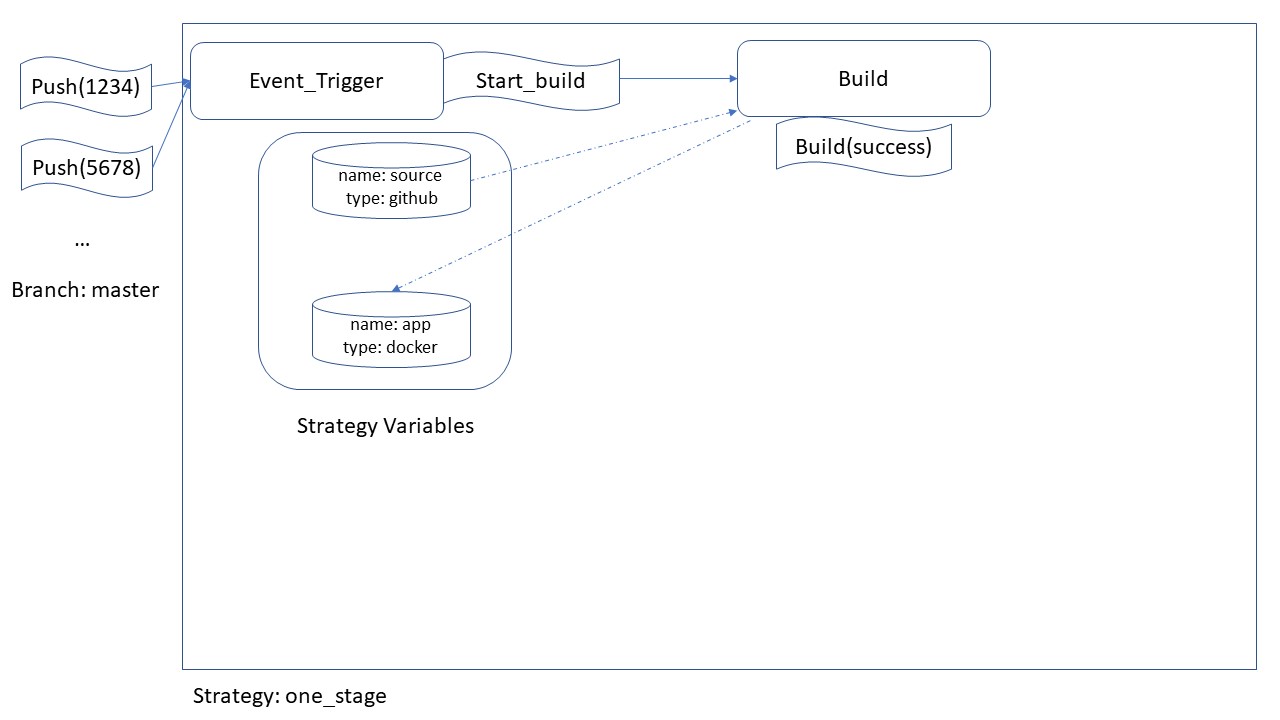 Push(1234)
Event_Trigger
Start_build
Build
Push(5678)
Build(success)
name: source
type: github
...
Branch: master
name: app
type: docker
Strategy Variables
Strategy: one_stage